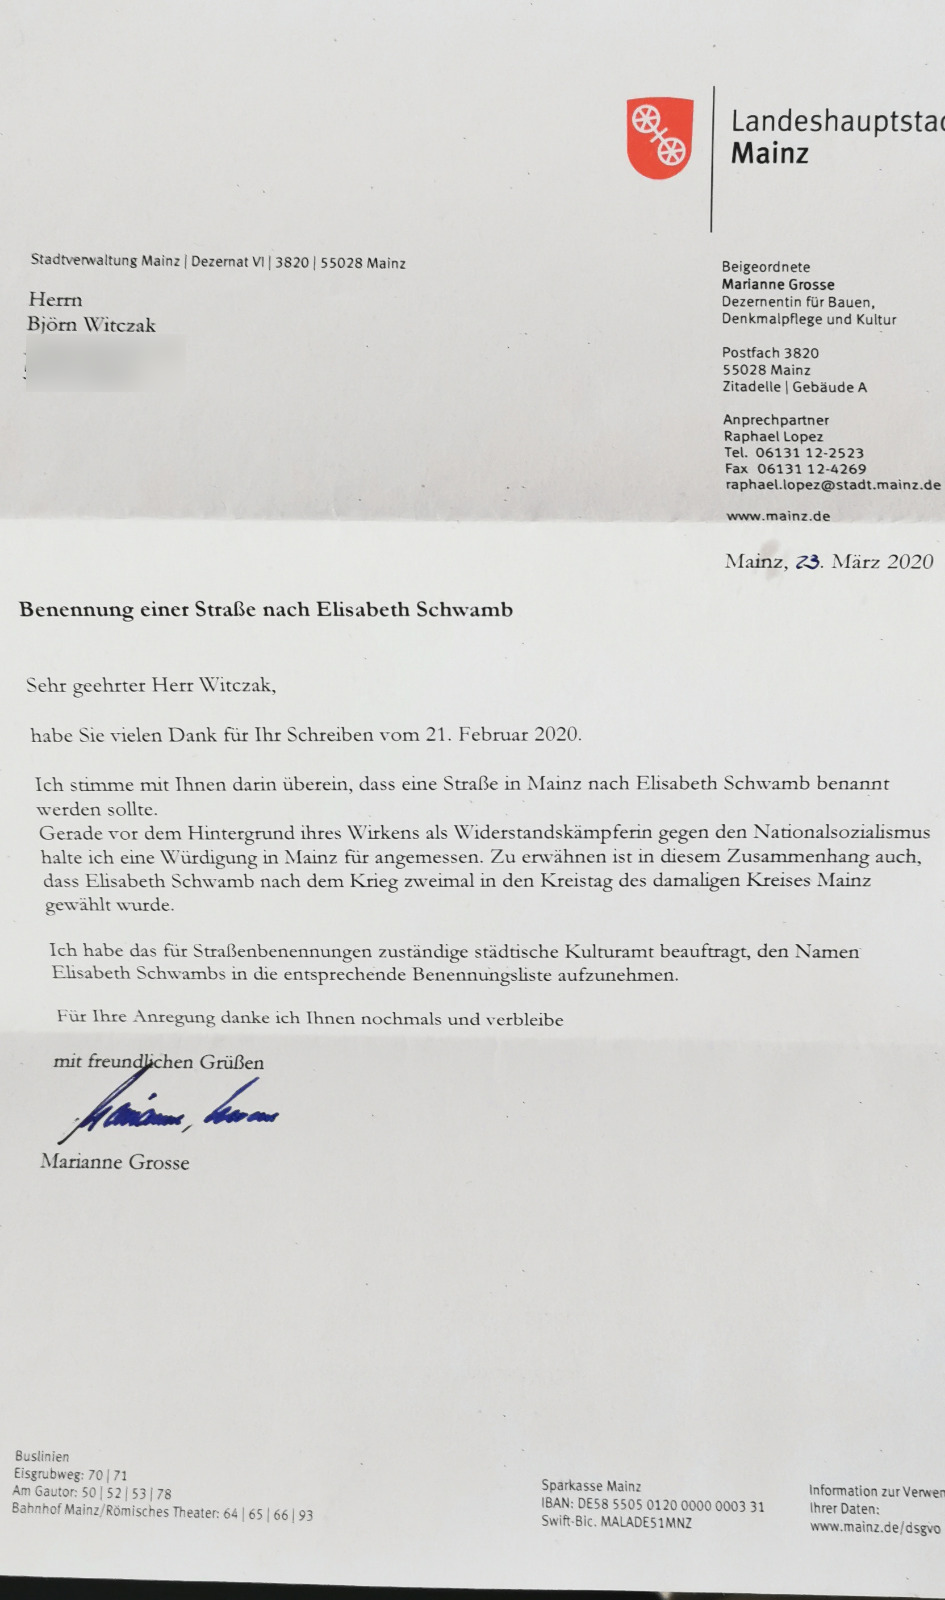 Landeshauptstad
Mainz
Stadtverwaltung Mainz | Dezernat VI | 3820 | 55028 Mainz
Herrn
Björn Witczak
Beigeordnete
Marianne Grosse
Dezernentin für Bauen,
Denkmalpflege und Kultur
Postfach 3820
55028 Mainz
Zitadelle | Gebäude A
Anprechpartner
Raphael Lopez
Tel. 06131 12-2523
Fax 06131 12-4269
raphael.lopez@stadt.mainz.de
www.mainz.de
Mainz, 23. März 2020
Benennung einer Straße nach Elisabeth Schwamb
Sehr geehrter Herr Witczak,
habe Sie vielen Dank für Ihr Schreiben vom 21. Februar 2020.
Ich stimme mit Ihnen darin überein, dass eine Straße in Mainz nach Elisabeth Schwamb benannt
werden sollte.
Gerade vor dem Hintergrund ihres Wirkens als Widerstandskämpferin gegen den Nationalsozialismus
halte ich eine Würdigung in Mainz für angemessen. Zu erwähnen ist in diesem Zusammenhang auch,
dass Elisabeth Schwamb nach dem Krieg zweimal in den Kreistag des damaligen Kreises Mainz
gewählt wurde.
Ich habe das für Straßenbenennungen zuständige städtische Kulturamt beauftragt, den Namen
Elisabeth Schwambs in die entsprechende Benennungsliste aufzunehmen.
Für Ihre Anregung danke ich Ihnen nochmals und verbleibe
mit freundlichen Grüßen
Marianne Grosse
Buslinien
Eisgrubweg: 70 | 71
Am Gautor: 50 | 52 | 53 | 78
Bahnhof Mainz/Römisches Theater: 64 | 65 | 66 | 93
Sparkasse Mainz
IBAN: DE58 5505 0120 0000 0003 31
Swift-Bic. MALADE51MNZ
Information zur Verwen
Ihrer Daten:
www.mainz.de/dsgvo